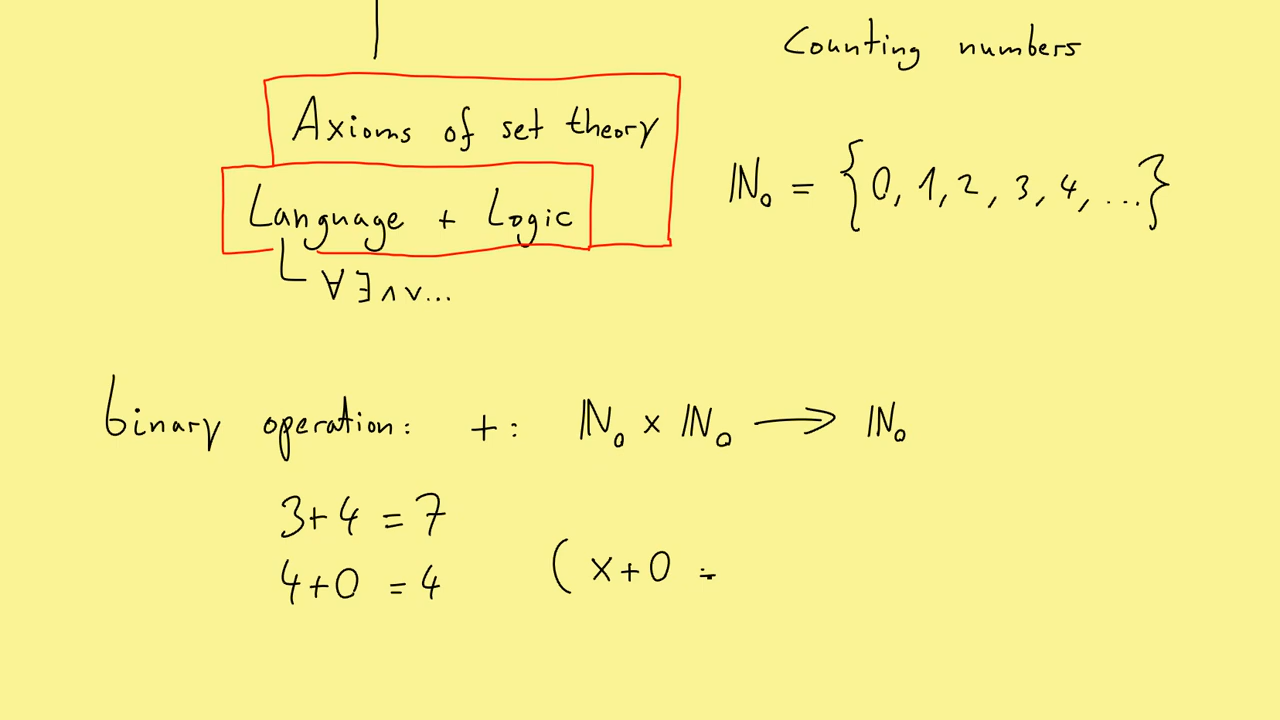 Counting numbers
Axioms of set theory
Language + Logic
∀ ∃ ∧ ∨ ...
ℕ₀ = {0, 1, 2, 3, 4, ...}
binary operation: +: ℕ₀ × ℕ₀ ⟶ ℕ₀
3+4 = 7
4+0 = 4
( x+0 =